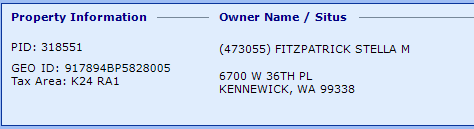 Property Information
Owner Name / Situs
PID: 318551
(473055) FITZPATRICK STELLA M
GEO ID: 917894BP5828005
Tax Area: K24 RA1
6700 W 36TH PL
KENNEWICK, WA 99338